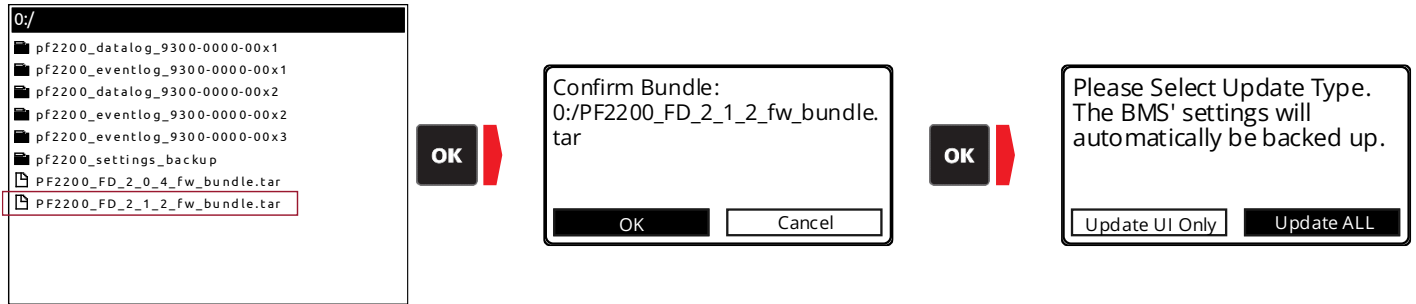 0:/
pf2200_datalog_9300-0000-00x1
pf2200_eventlog_9300-0000-00x1
pf2200_datalog_9300-0000-00x2
pf2200_eventlog_9300-0000-00x2
pf2200_eventlog_9300-0000-00x3
pf2200_settings_backup
PF2200_FD_2_0_4_fw_bundle.tar
PF2200_FD_2_1_2_fw_bundle.tar
OK
Confirm Bundle:
0:/PF2200_FD_2_1_2_fw_bundle.
tar
OK
Cancel
OK
Please Select Update Type.
The BMS' settings will
automatically be backed up.
Update UI Only
Update ALL